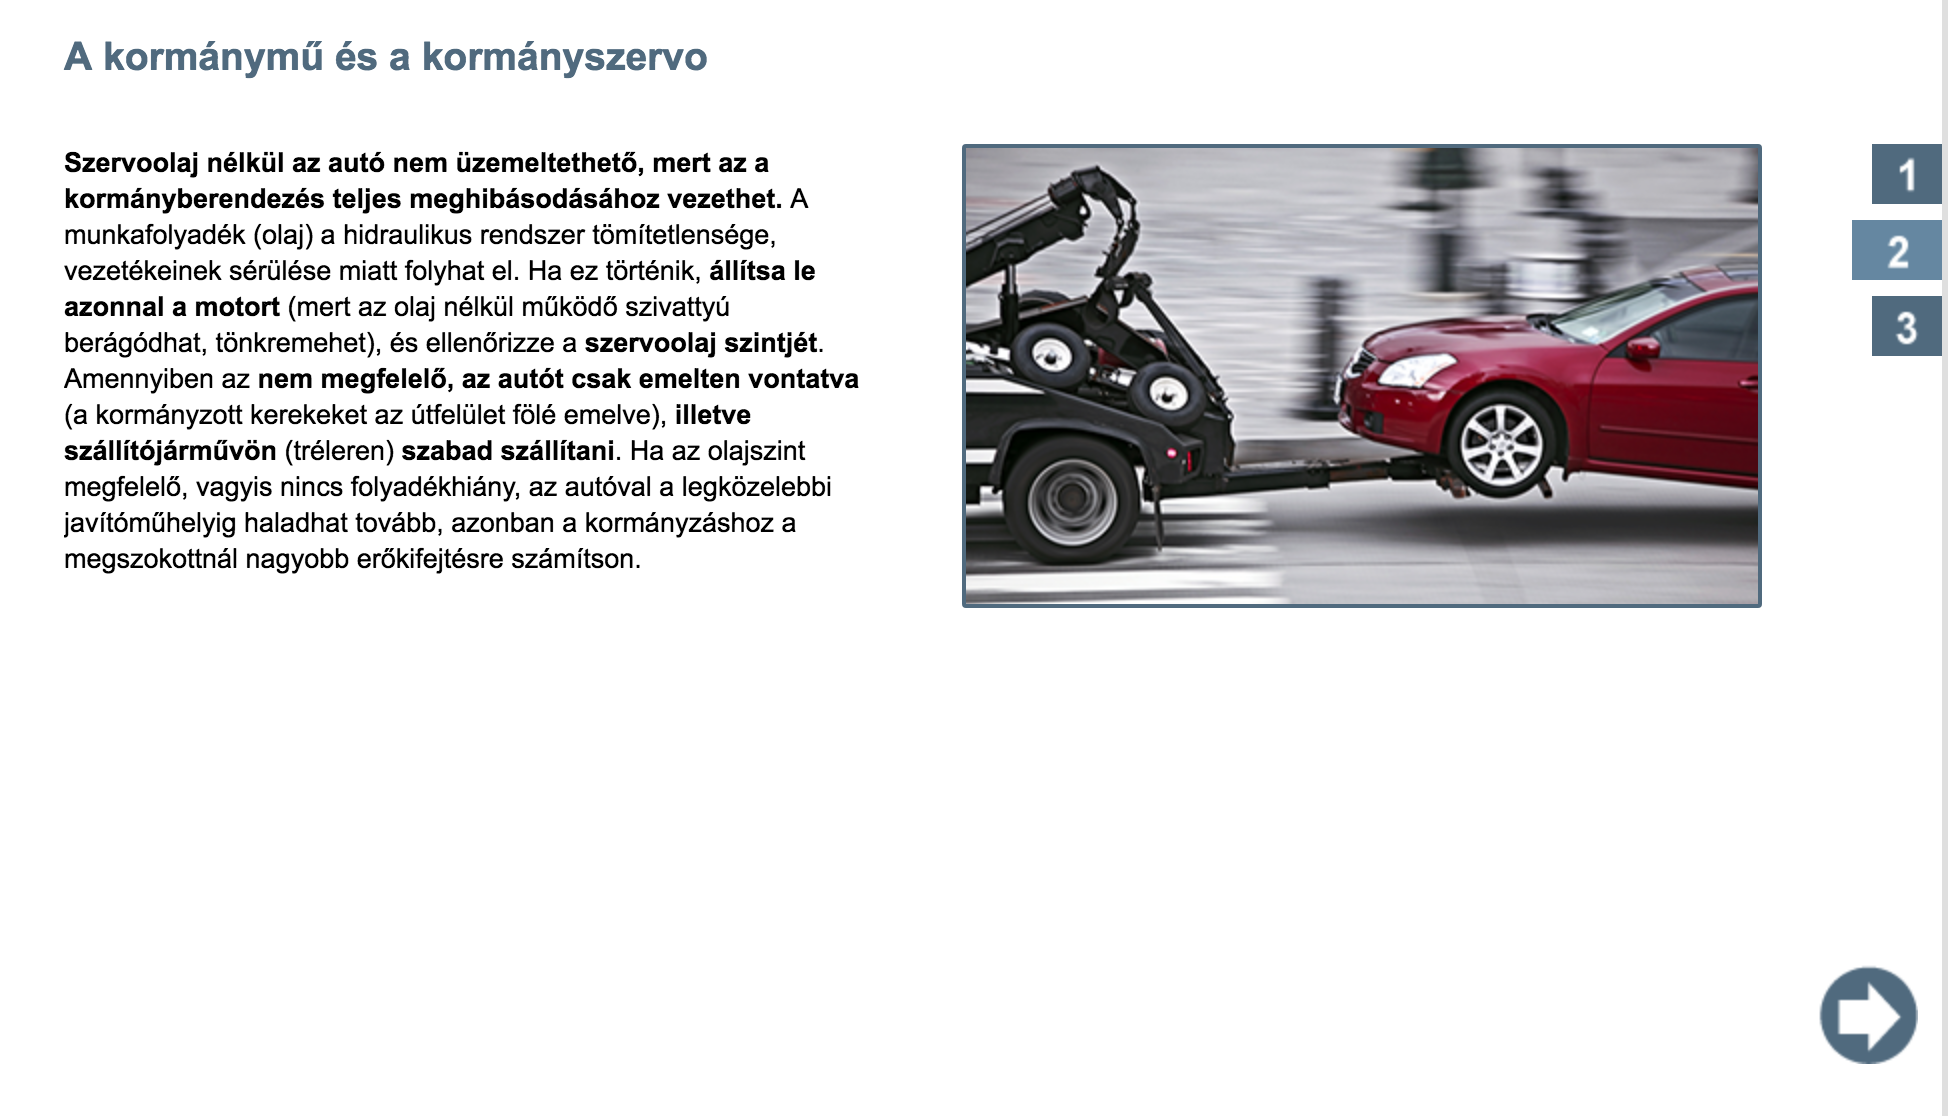 A kormánymű és a kormányszervo
Szervoolaj nélkül az autó nem üzemeltethető, mert az a
kormányberendezés teljes meghibásodásához vezethet. A
munkafolyadék (olaj) a hidraulikus rendszer tömítetlensége,
vezetékeinek sérülése miatt folyhat el. Ha ez történik, állítsa le
azonnal a motort (mert az olaj nélkül működő szivattyú
berágódhat, tönkremehet), és ellenőrizze a szervoolaj szintjét.
Amennyiben az nem megfelelő, az autót csak emelten vontatva
(a kormányzott kerekeket az útfelület fölé emelve), illetve
szállítójárművön (tréleren) szabad szállítani. Ha az olajszint
megfelelő, vagyis nincs folyadékhiány, az autóval a legközelebbi
javítóműhelyig haladhat tovább, azonban a kormányzáshoz a
megszokottnál nagyobb erőkifejtésre számítson.
1
2
3